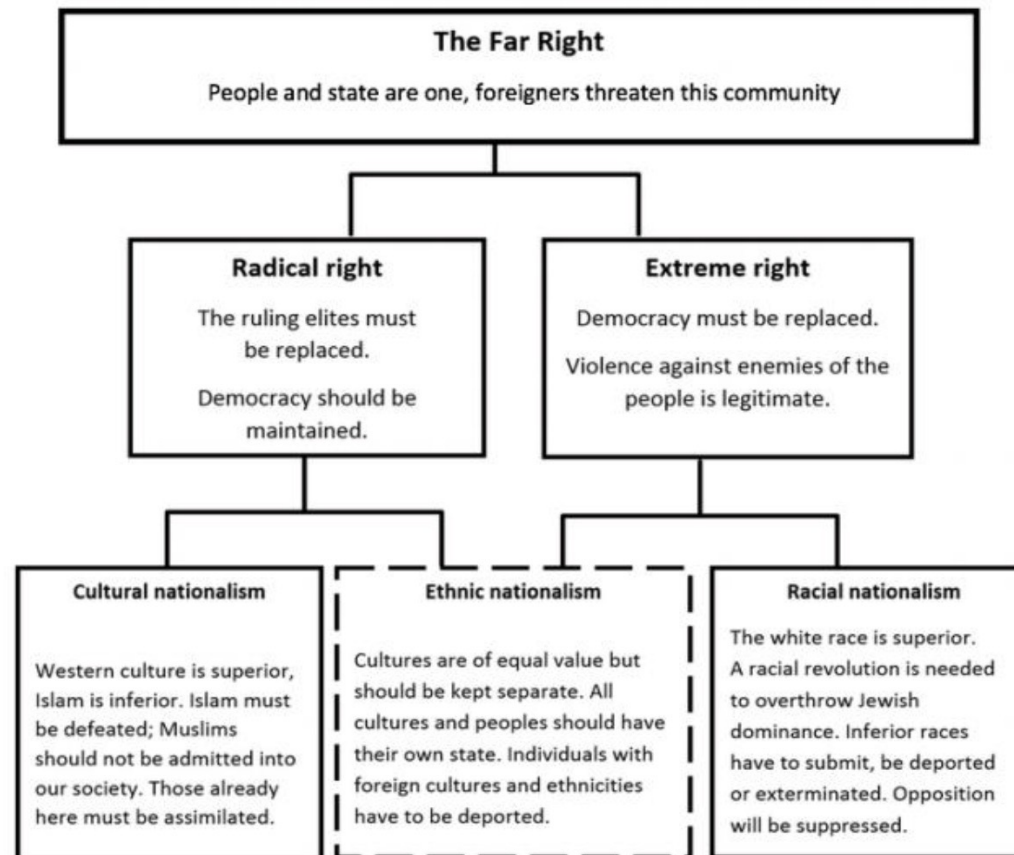 The Far Right
People and state are one, foreigners threaten this community
Radical right
The ruling elites must
be replaced.
Democracy should be
maintained.
Extreme right
Democracy must be replaced.
Violence against enemies of the
people is legitimate.
Cultural nationalism
Western culture is superior,
Islam is inferior. Islam must
be defeated; Muslims
should not be admitted into
our society. Those already
here must be assimilated.
Ethnic nationalism
Cultures are of equal value but
should be kept separate. All
cultures and peoples should have
their own state. Individuals with
foreign cultures and ethnicities
have to be deported.
Racial nationalism
The white race is superior.
A racial revolution is needed
to overthrow Jewish
dominance. Inferior races
have to submit, be deported
or exterminated. Opposition
will be suppressed.